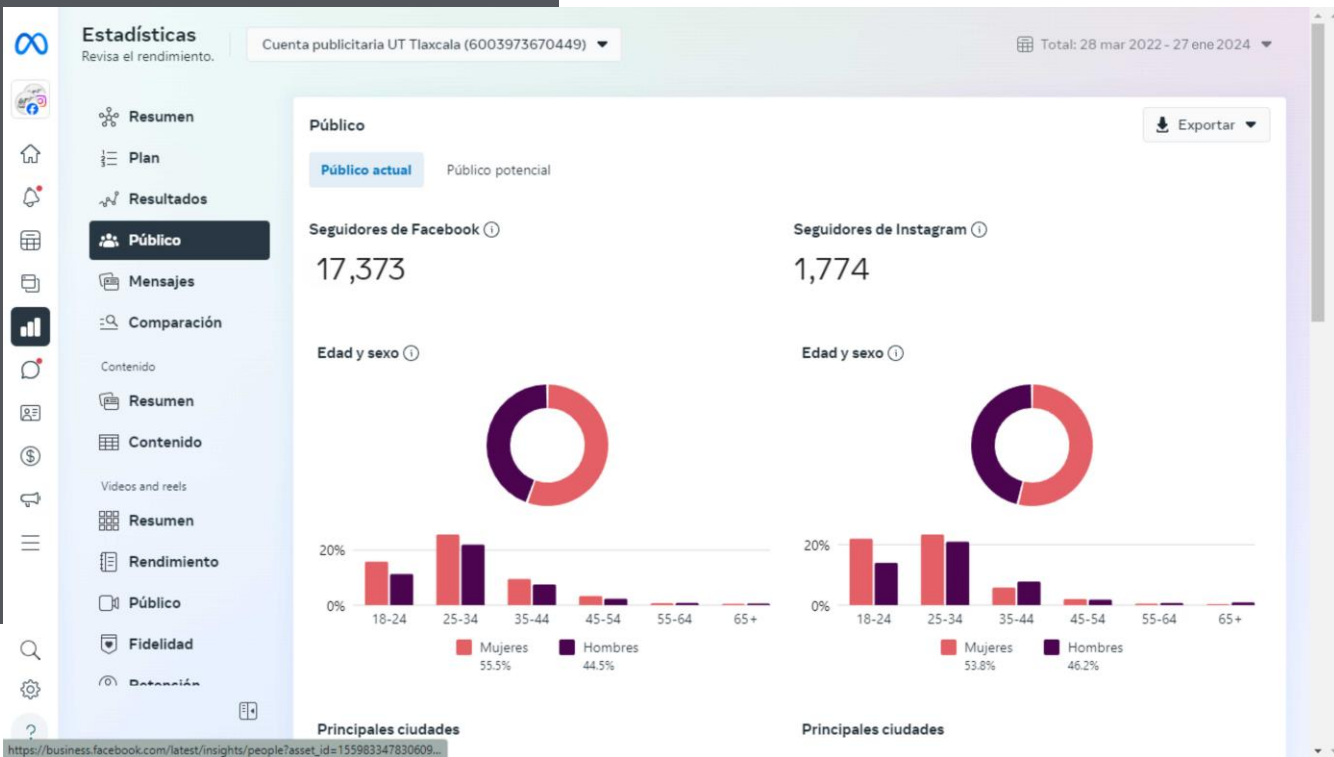 Estadísticas
Revisa el rendimiento.
Cuenta publicitaria UT Tlaxcala (6003973670449)
Total: 28 mar 2022 - 27 ene 2024
Resumen
Plan
Resultados
Público
Mensajes
Comparación
Contenido
Resumen
Contenido
Videos and reels
Resumen
Rendimiento
Público
Fidelidad
Retención
Público
Exportar
Público actual
Público potencial
Seguidores de Facebook
17,373
Edad y sexo
20%
0%
18-24 25-34 35-44 45-54 55-64 65+
Mujeres Hombres
55.5% 44.5%
Principales ciudades
Seguidores de Instagram
1,774
Edad y sexo
20%
0%
18-24 25-34 35-44 45-54 55-64 65+
Mujeres Hombres
53.8% 46.2%
Principales ciudades
?
https://business.facebook.com/latest/insights/people?asset_id=155983347830609...